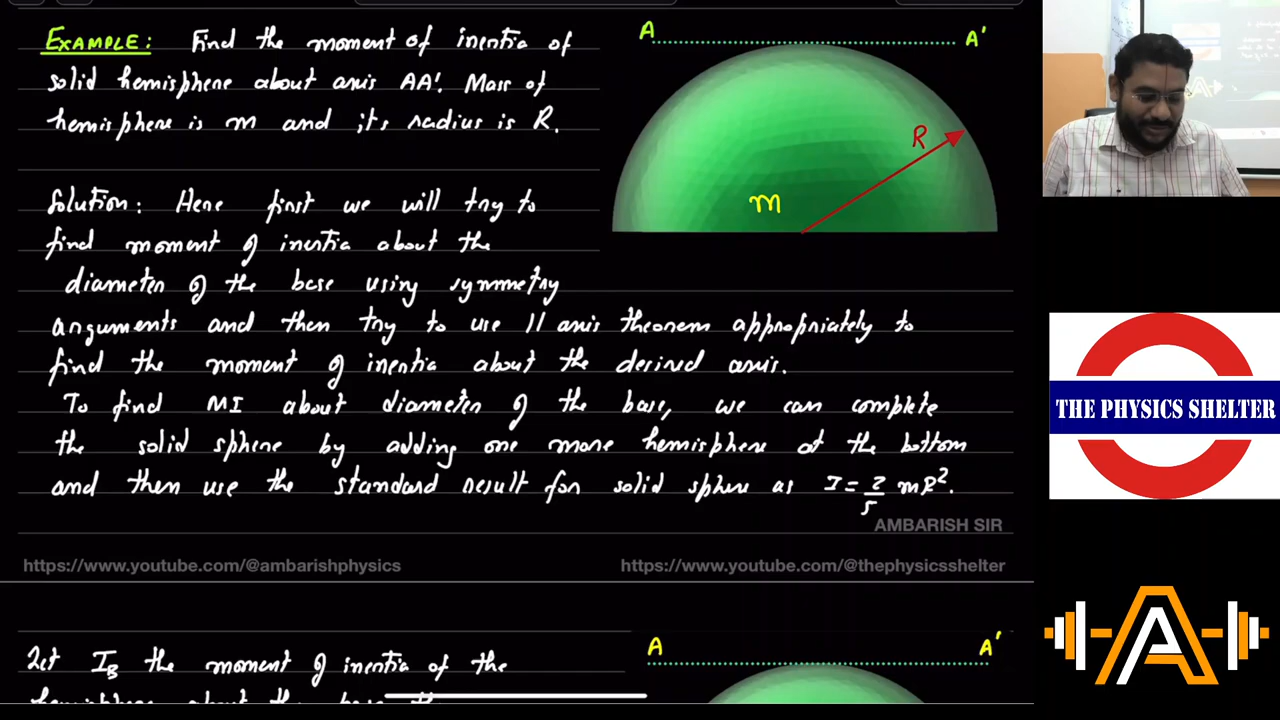 EXAMPLE: Find the moment of inertia of
solid hemisphere about axis AA'. Mass of
hemisphere is m and its radius is R.
A
A'
R
m
Solution: Here first we will try to
find moment of inertia about the
diameter of the base using symmetry
arguments and then try to use || axis theorem appropriately to
find the moment of inertia about the desired axis.
To find MI about diameter of the base, we can complete
the solid sphere by adding one more hemisphere at the bottom
and then use the standard result for solid sphere as I = 2/5 mR².
AMBARISH SIR
https://www.youtube.com/@ambarishphysics
https://www.youtube.com/@thephysicsshelter
THE PHYSICS SHELTER
A
Let I_B the moment of inertia of the
A
A'
hemisphere about the base the